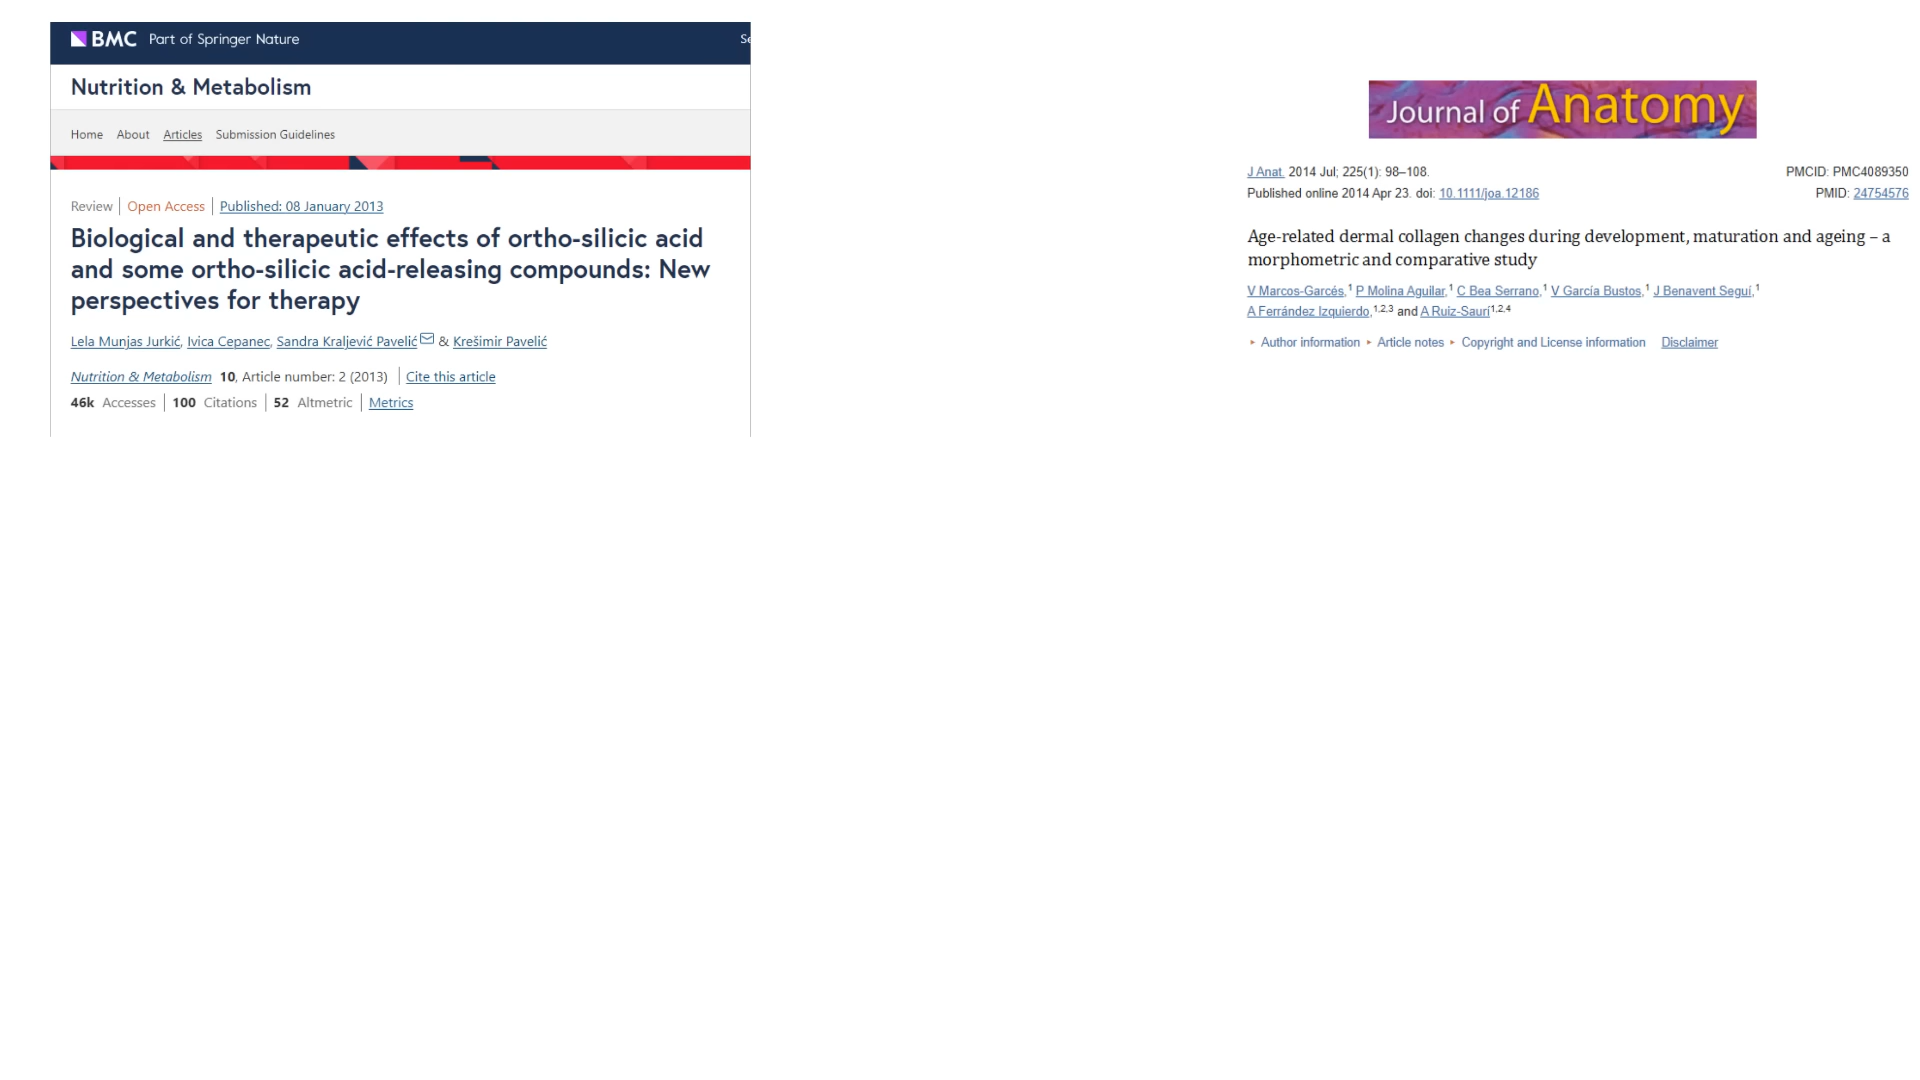 BMC Part of Springer Nature
Nutrition & Metabolism
Home About Articles Submission Guidelines
Review Open Access Published: 08 January 2013
Biological and therapeutic effects of ortho-silicic acid
and some ortho-silicic acid-releasing compounds: New
perspectives for therapy
Lela Munjas Jurkić, Ivica Cepanec, Sandra Kraljević Pavelić & Krešimir Pavelić
Nutrition & Metabolism 10, Article number: 2 (2013) Cite this article
46k Accesses 100 Citations 52 Altmetric Metrics
Journal of Anatomy
J Anat. 2014 Jul; 225(1): 98–108. PMCID: PMC4089350
Published online 2014 Apr 23. doi: 10.1111/joa.12186 PMID: 24754576
Age-related dermal collagen changes during development, maturation and ageing – a
morphometric and comparative study
V Marcos-Garcés,1 P Molina Aguilar,1 C Bea Serrano,1 V García Bustos,1 J Benavent Seguí,1
A Ferrández Izquierdo,1,2,3 and A Ruiz-Saurí1,2,4
Author information Article notes Copyright and License information Disclaimer